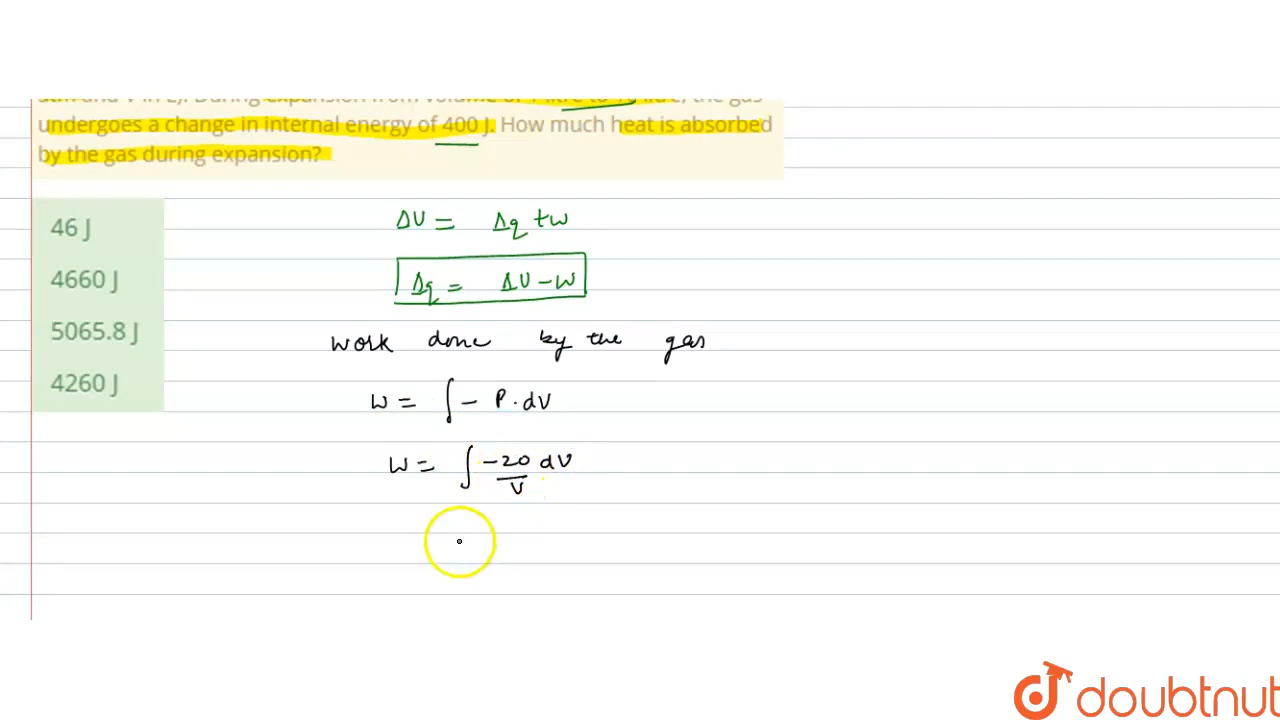 undergoes a change in internal energy of 400 J. How much heat is absorbed
by the gas during expansion?
46 J
4660 J
5065.8 J
4260 J
ΔU = Δq + w
Δq = ΔU - w
work done by the gas
W = ∫ - P. dV
W = ∫ -20/V dV
doubtnut